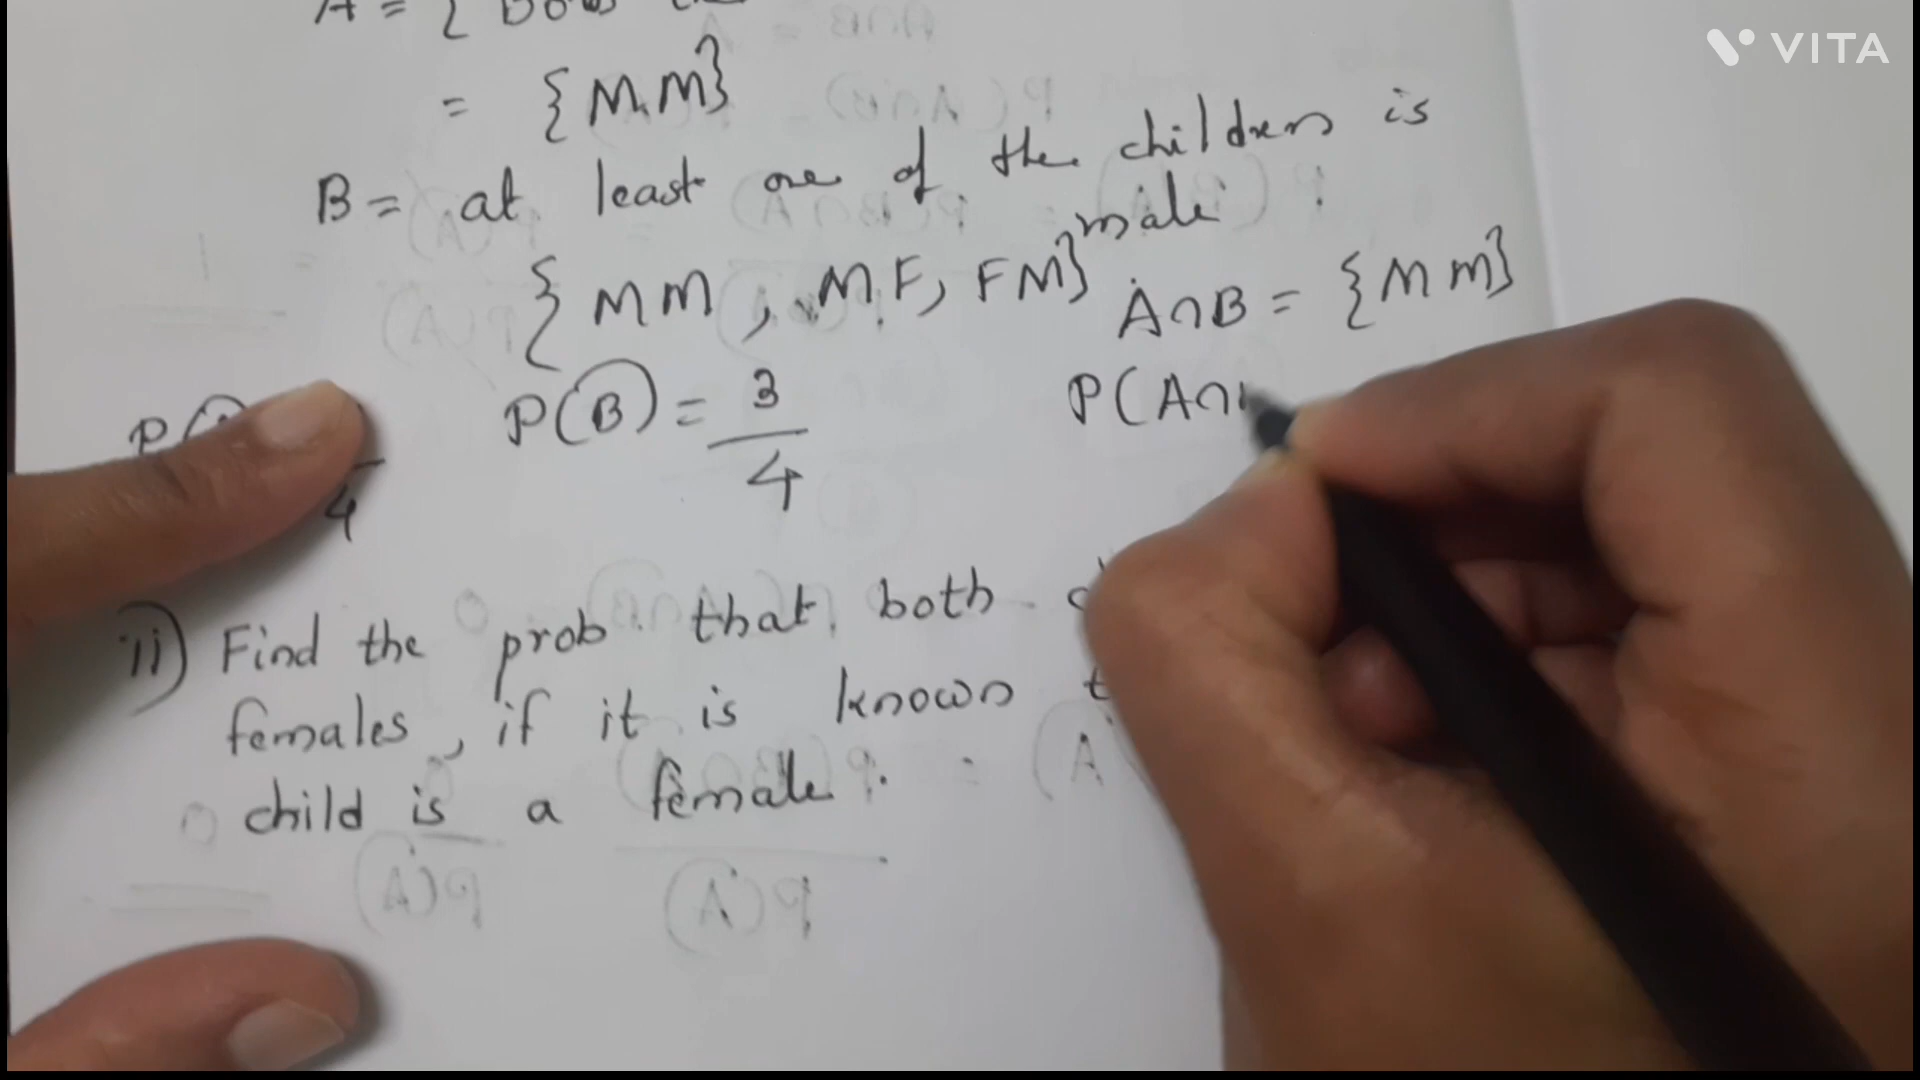 VITA
A = { Both
= {M.M}
B = at least one of the children is
male.
{MM, MF, FM}
A∩B = {MM}
P(B) = 3/4
P(A∩
4
ii) Find the prob. that both
females, if it is known
child is a female.